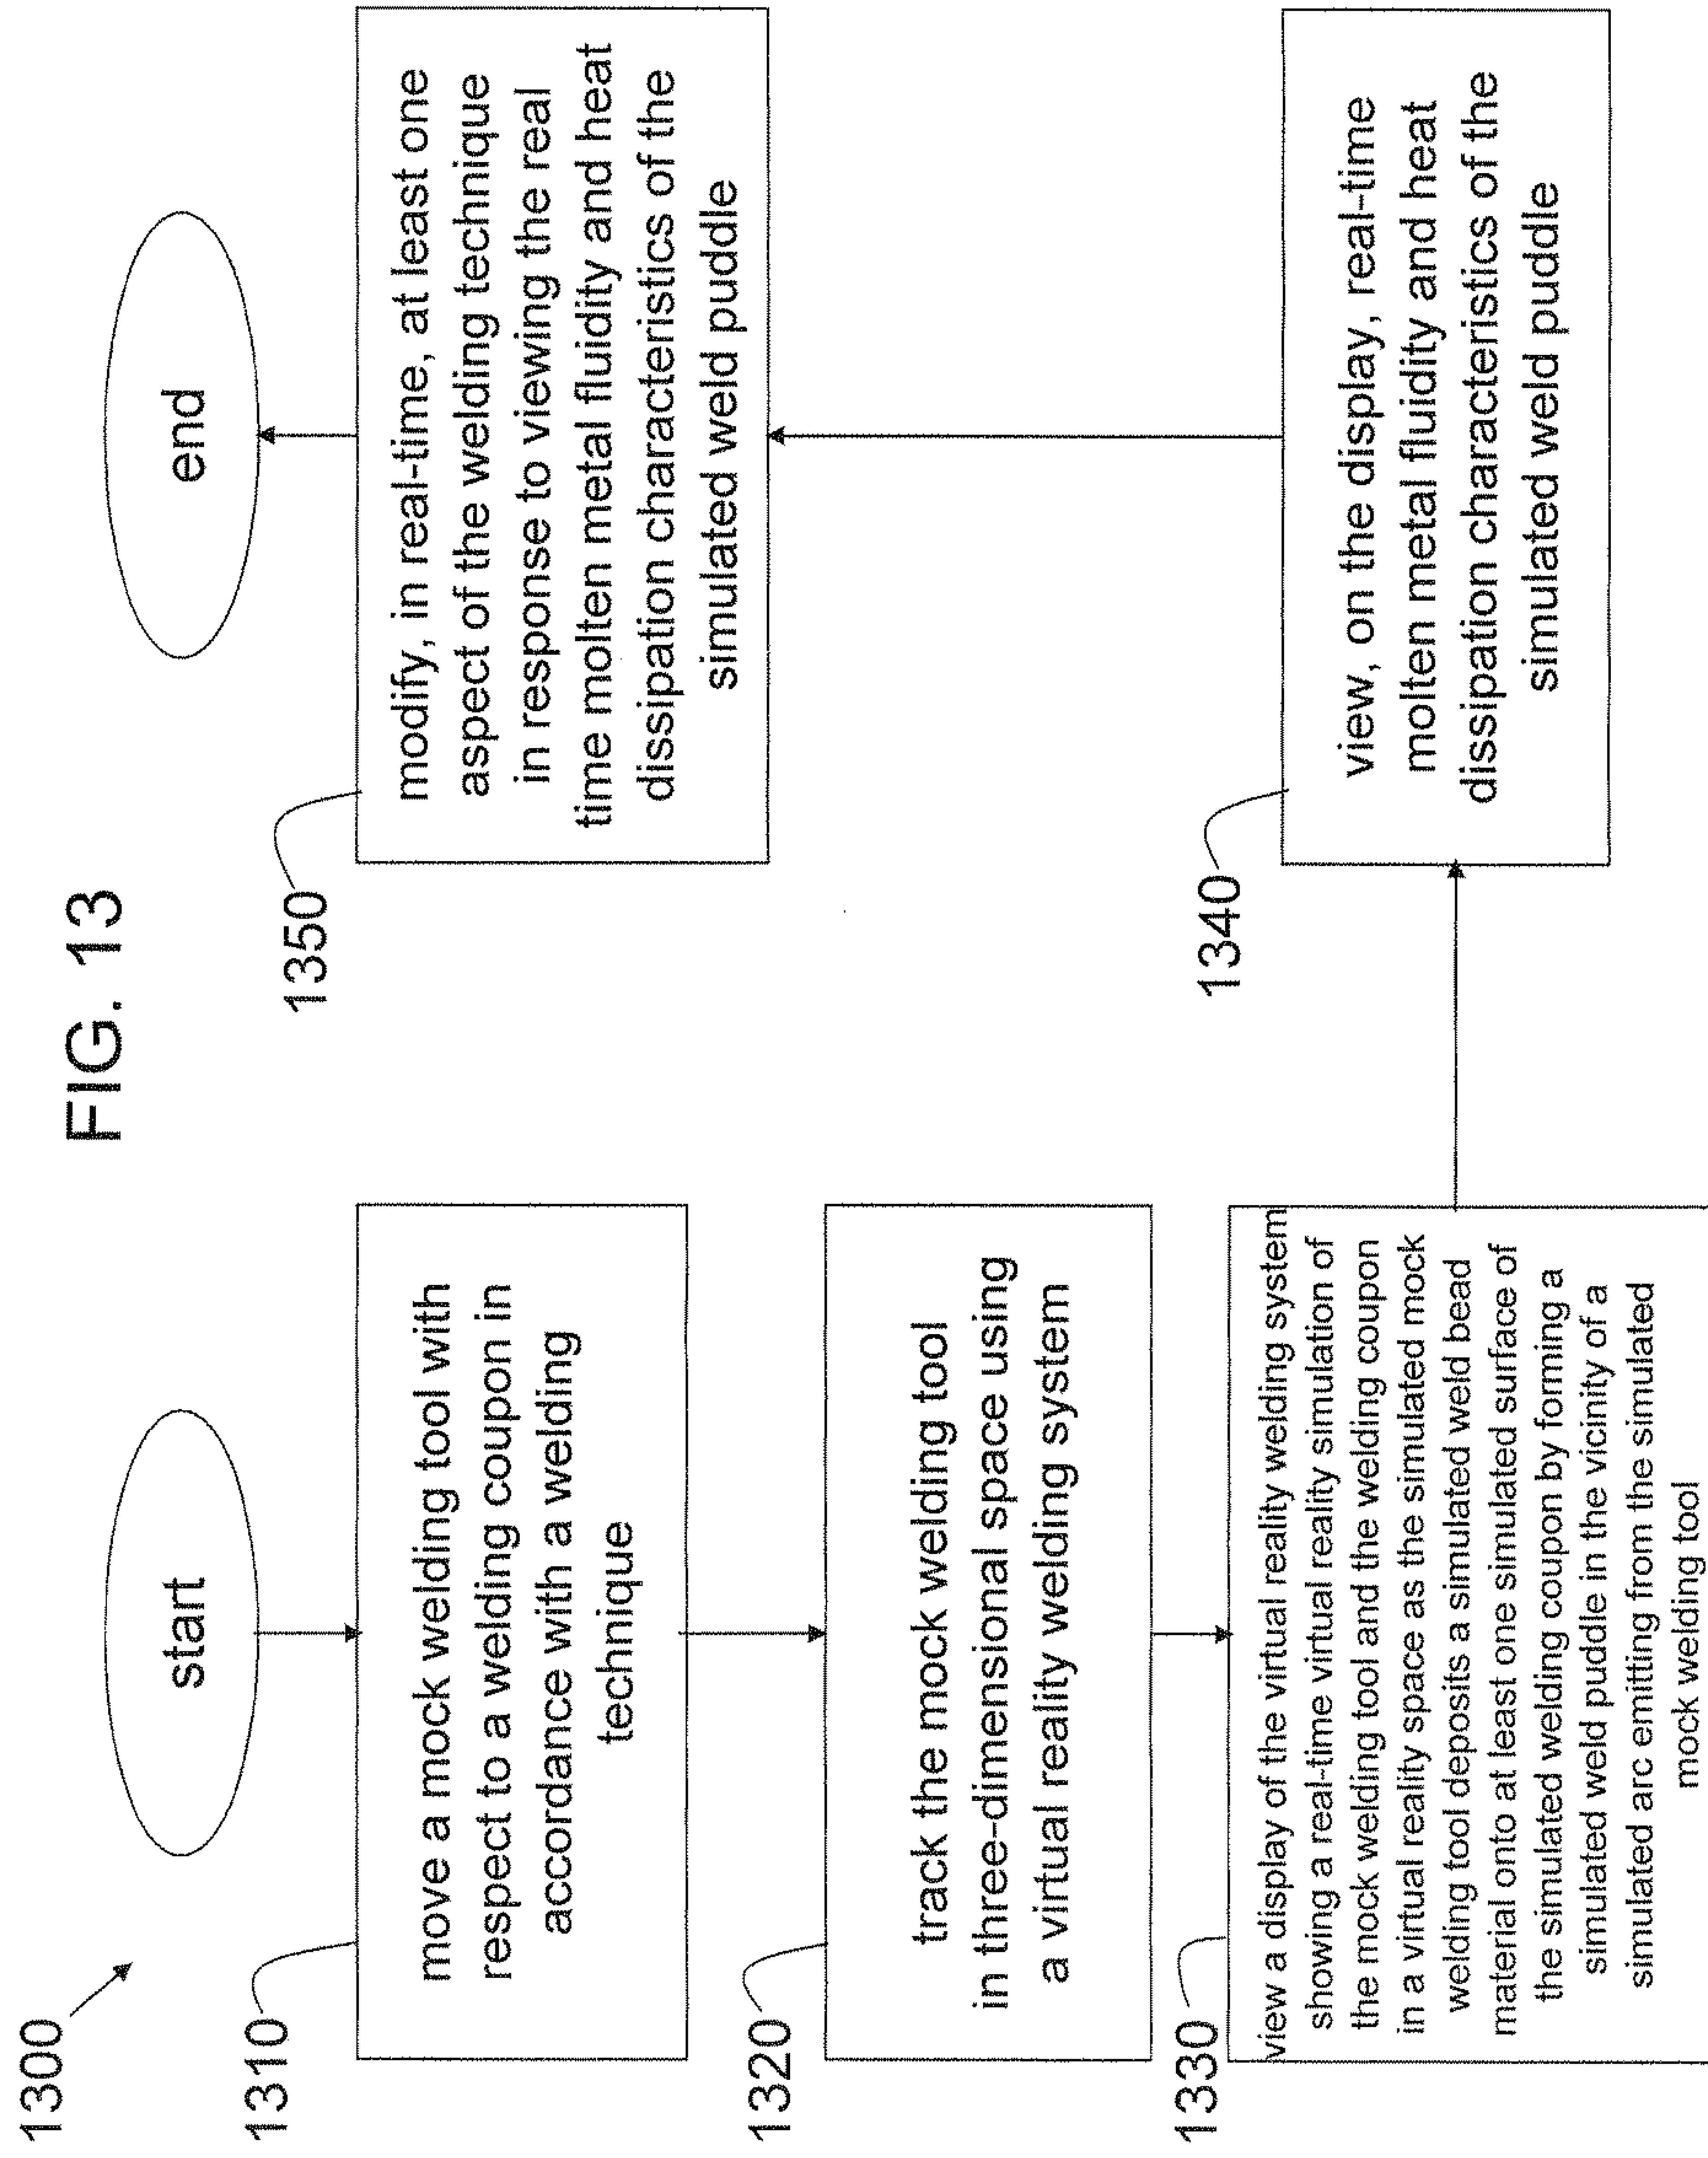 FIG. 13
1300
start
1310
move a mock welding tool with
respect to a welding coupon in
accordance with a welding
technique
1320
track the mock welding tool
in three-dimensional space using
a virtual reality welding system
1330
view a display of the virtual reality welding system
showing a real-time virtual reality simulation of
the mock welding tool and the welding coupon
in a virtual reality space as the simulated mock
welding tool deposits a simulated weld bead
material onto at least one simulated surface of
the simulated welding coupon by forming a
simulated weld puddle in the vicinity of a
simulated arc emitting from the simulated
mock welding tool
1340
view, on the display, real-time
molten metal fluidity and heat
dissipation characteristics of the
simulated weld puddle
1350
modify, in real-time, at least one
aspect of the welding technique
in response to viewing the real
time molten metal fluidity and heat
dissipation characteristics of the
simulated weld puddle
end